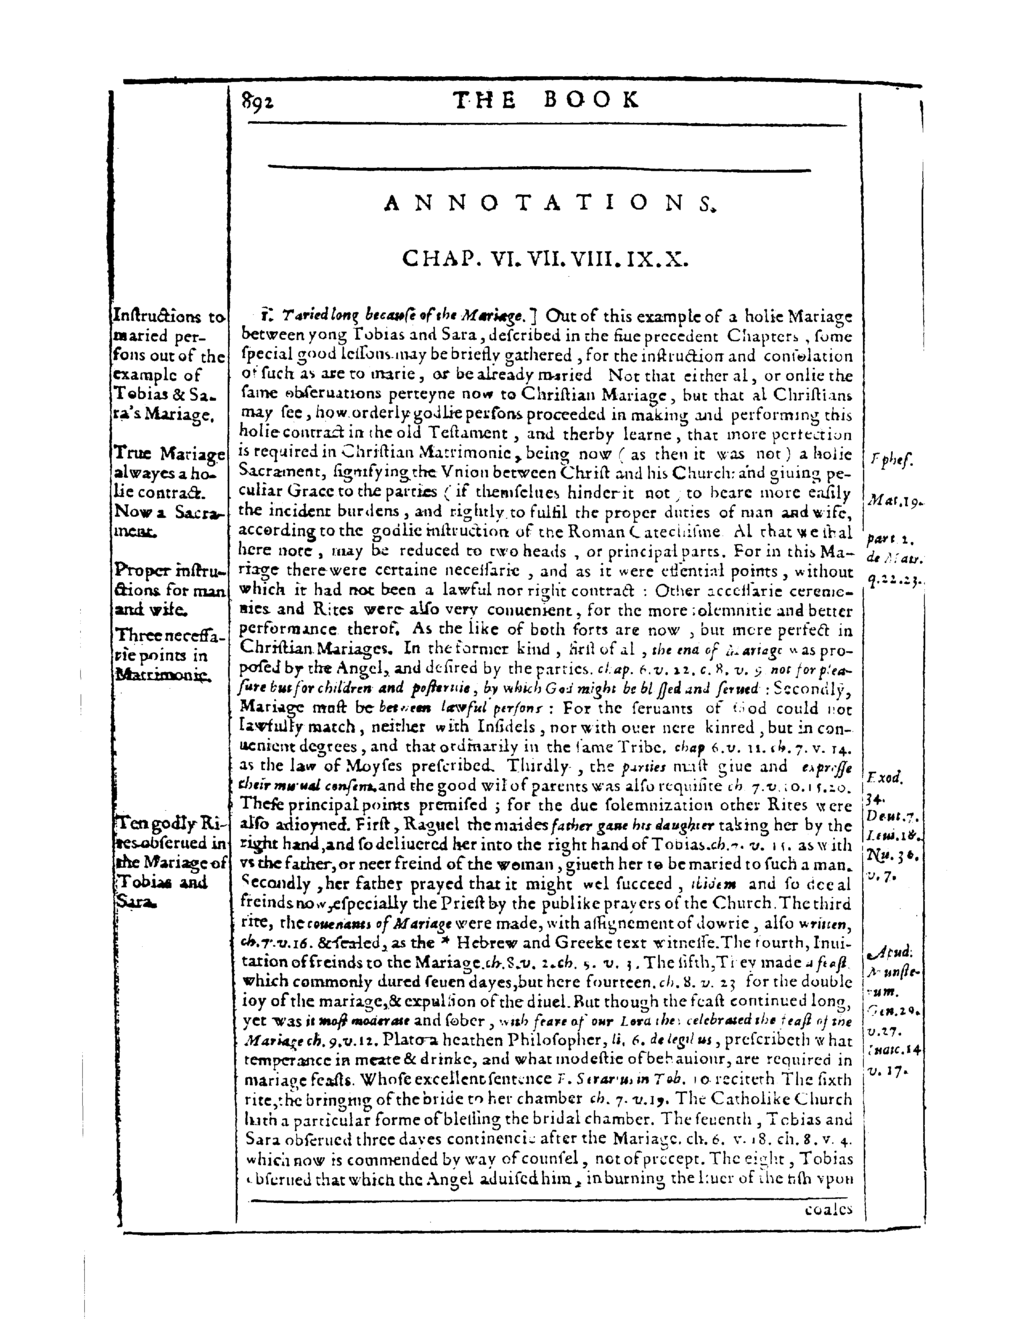 892 THE BOOK
ANNOTATIONS.
CHAP. VI. VII. VIII. IX. X.
Inſtructions to
maried per-
ſons out of the
example of
Tobias & Sa-
ra's Mariage.
True Mariage
alwayes a ho-
lie contract.
Now a Sacra-
ment.
Proper inſtru-
ctions for man
and wife.
Three neceſſa-
rie points in
Matrimonie.
Ten godly Ri-
tes obſerued in
the Mariage of
Tobias and
Sara.
1. Taried long becauſe of the Mariage.] Out of this example of a holie Mariage
between yong Tobias and Sara, deſcribed in the fiue precedent Chapters, ſome
ſpecial good leſſons may be briefly gathered, for the inſtruction and conſolation
of ſuch as are to marie, or be already maried Not that either al, or onlie the
ſame obſeruations perteyne now to Chriſtian Mariage, but that al Chriſtians
may ſee, how orderly godlie perſons proceeded in making and performing this
holie contract in the old Teſtament, and therby learne, that more perfection
is required in Chriſtian Matrimonie, being now (as then it was not) a holie
Sacrament, ſignifying the Vnion between Chriſt and his Church: and giuing pe-
culiar Grace to the parties (if themſelues hinder it not, to beare more eaſily
the incident burdens, and rightly to fulfil the proper duties of man and wife,
according to the godlie inſtruction of the Roman Catechiſme Al that we ſhal
here note, may be reduced to two heads, or principal parts. For in this Ma-
riage there were certaine neceſſarie, and as it were eſſential points, without
which it had not been a lawful nor right contract: Other acceſſarie ceremo-
nies and Rites were alſo very conuenient, for the more ſolemnitie and better
performance therof. As the like of both ſorts are now, but more perfect in
Chriſtian Mariages. In the former kind, firſt of al, the end of Mariage was pro-
poſed by the Angel, and deſired by the parties. chap. 6. v. 22. c. 8. v. 9 not for plea-
ſure but for children and poſteritie, by which God might be bleſſed and ſerued: Secondly,
Mariage muſt be between lawful perſons: For the ſeruants of God could not
lawfully match, neither with Infidels, nor with ouer nere kinred, but in con-
uenient degrees, and that ordinarily in the ſame Tribe. chap 6. v. 11. ch. 7. v. 14.
as the law of Moyſes preſcribed. Thirdly, the parties muſt giue and expreſſe
their mutual conſent, and the good wil of parents was alſo requiſite ch 7. v. 10. 15. 20.
Theſe principal points premiſed; for the due ſolemnization other Rites were
alſo adioyned. Firſt, Raguel the maides father gaue his daughter taking her by the
right hand, and ſo deliuered her into the right hand of Tobias. ch. 7. v. 15. as with
vs the father, or neer freind of the woman, giueth her to be maried to ſuch a man.
Secondly, her father prayed that it might wel ſucceed, ibidem and ſo doe al
freinds now, eſpecially the Prieſt by the publike prayers of the Church. The third
rite, the couenants of Mariage were made, with aſſignement of dowrie, alſo written,
ch. 7. v. 16. & ſealed, as the * Hebrew and Greeke text witneſſe. The fourth, Inui-
tation of freinds to the Mariage. ch. 8. v. 2. ch. 9. v. 3. The fifth, They made a feaſt
which commonly dured ſeuen dayes, but here fourteen. ch. 8. v. 23 for the double
ioy of the mariage, & expulſion of the diuel. But though the feaſt continued long,
yet was it moſt moderate and ſober, with feare of our Lord they celebrated the feaſt of the
Mariage ch. 9. v. 12. Plato a heathen Philoſopher, li. 6. de legibus, preſcribeth what
temperance in meate & drinke, and what modeſtie of behauiour, are required in
mariage feaſts. Whoſe excellent ſentence F. Serarius in Tob. 10 reciteth The ſixth
rite, the bringing of the bride to her chamber ch. 7. v. 19. The Catholike Church
hath a particular forme of bleſſing the bridal chamber. The ſeuenth, Tobias and
Sara obſerued three dayes continencie after the Mariage. ch. 6. v. 18. ch. 8. v. 4.
which now is commended by way of counſel, not of precept. The eight, Tobias
obſerued that which the Angel aduiſed him, in burning the liuer of the fiſh vpon
coales
Epheſ.
Mat. 19.
part 2.
de Matr.
q. 22. 23.
Exod.
34.
Deut. 7.
Leui. 18.
Nu. 36.
v. 7.
Apud.
Gen. 29.
v. 27.
Iudic. 14
v. 17.